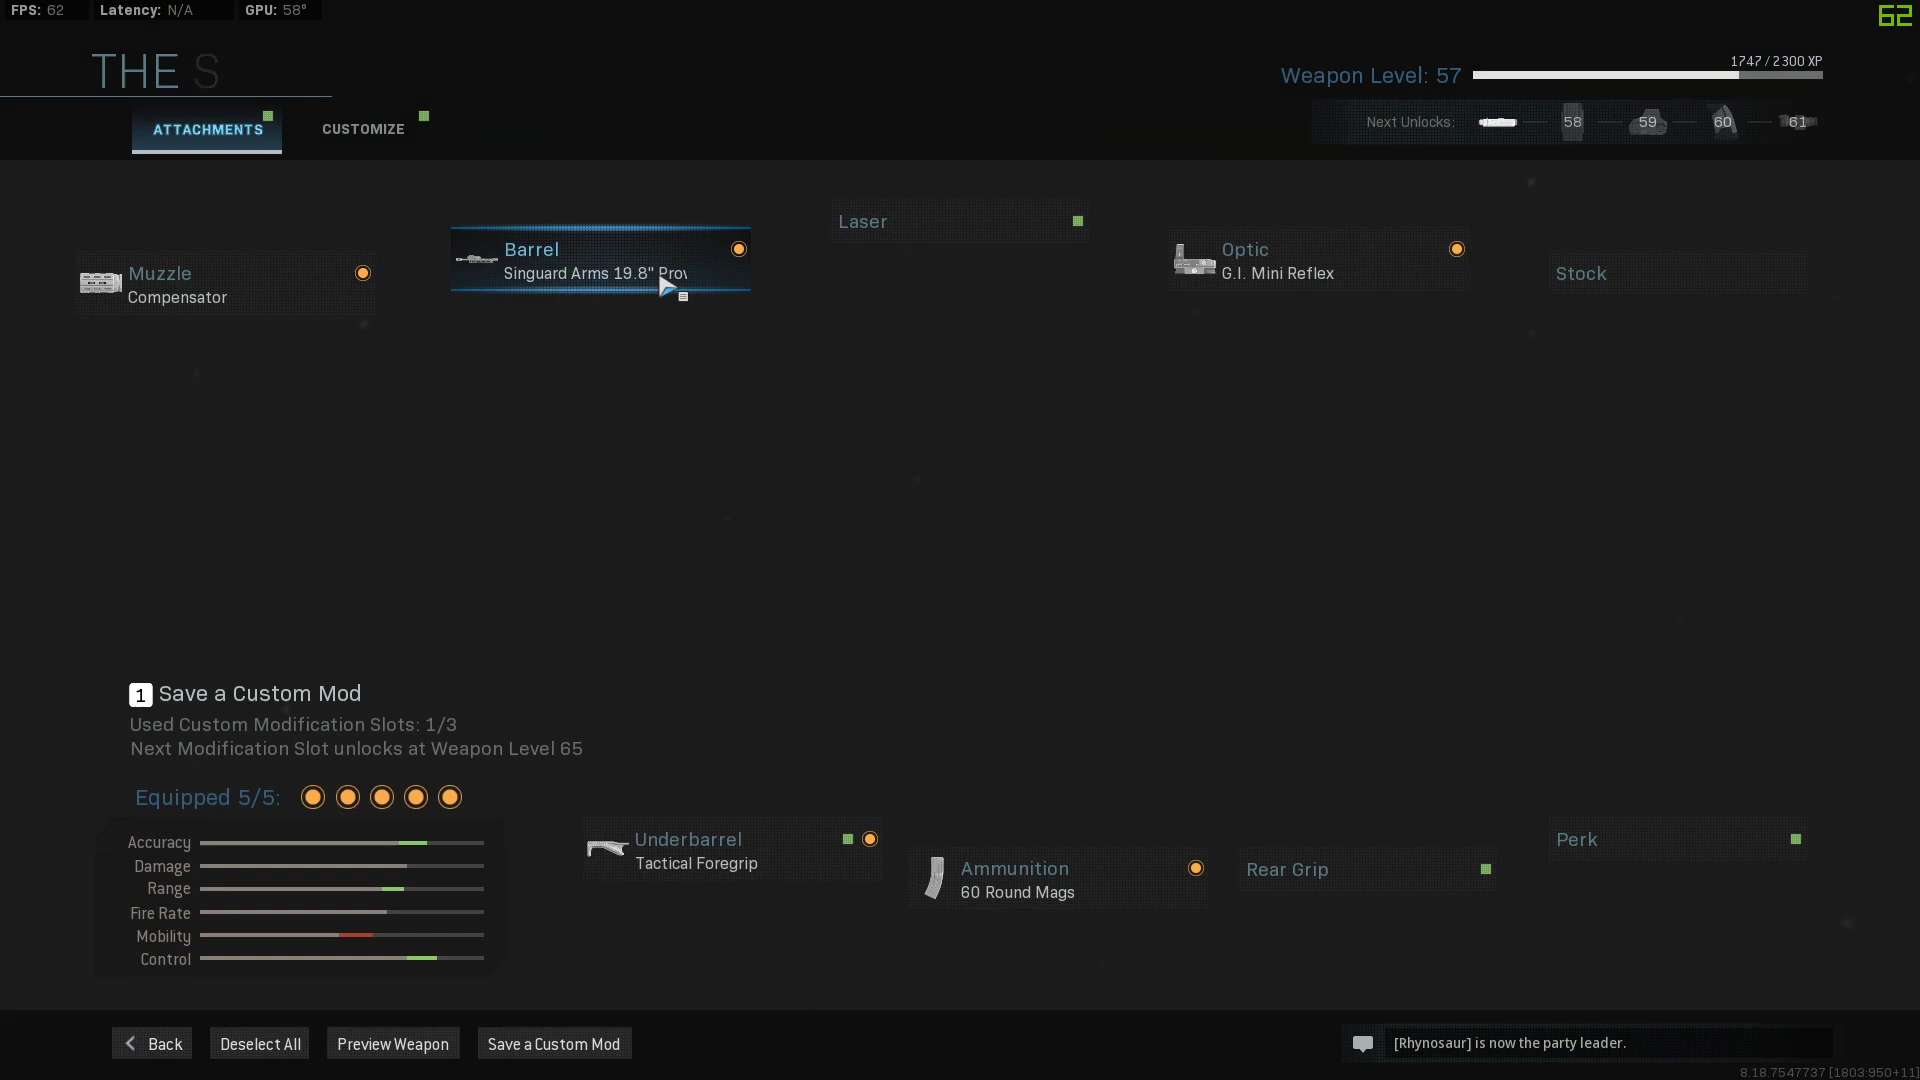 FPS: 62 Latency: N/A GPU: 58°
62
THE S
Weapon Level: 57
1747 / 2300 XP
ATTACHMENTS
CUSTOMIZE
Next Unlocks: 58 59 60 61
Laser
Muzzle
Compensator
Barrel
Singuard Arms 19.8" Prov
Optic
G.I. Mini Reflex
Stock
1 Save a Custom Mod
Used Custom Modification Slots: 1/3
Next Modification Slot unlocks at Weapon Level 65
Equipped 5/5:
Accuracy
Damage
Range
Fire Rate
Mobility
Control
Underbarrel
Tactical Foregrip
Ammunition
60 Round Mags
Rear Grip
Perk
Back
Deselect All
Preview Weapon
Save a Custom Mod
[Rhynosaur] is now the party leader.
8.18.7547737 [1803:950+11]